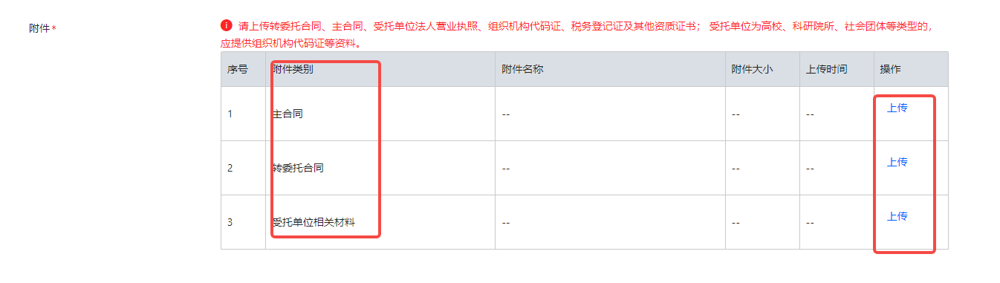 附件*
请上传转委托合同、主合同、受托单位法人营业执照、组织机构代码证、税务登记证及其他资质证书； 受托单位为高校、科研院所、社会团体等类型的，
应提供组织机构代码证等资料。
序号 附件类别 附件名称 附件大小 上传时间 操作
1 主合同 -- -- -- 上传
2 转委托合同 -- -- -- 上传
3 受托单位相关材料 -- -- -- 上传